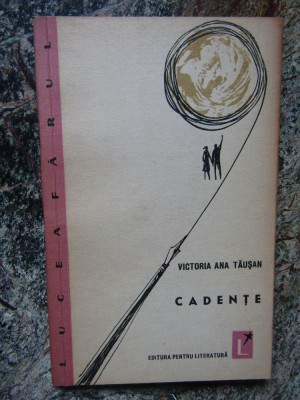 LUCEAFĂRUL
VICTORIA ANA TĂUȘAN
CADENȚE
L
EDITURA PENTRU LITERATURĂ